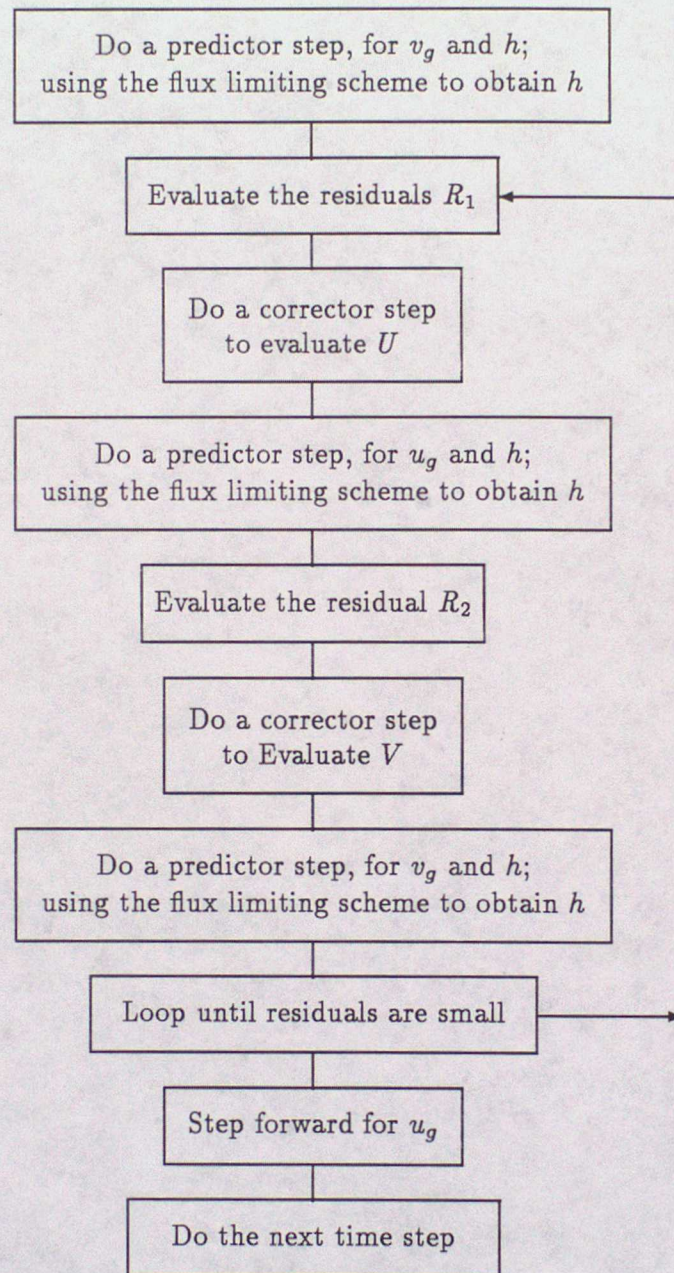 Do a predictor step, for v_g and h;
using the flux limiting scheme to obtain h
Evaluate the residuals R_1
Do a corrector step
to evaluate U
Do a predictor step, for u_g and h;
using the flux limiting scheme to obtain h
Evaluate the residual R_2
Do a corrector step
to Evaluate V
Do a predictor step, for v_g and h;
using the flux limiting scheme to obtain h
Loop until residuals are small
Step forward for u_g
Do the next time step